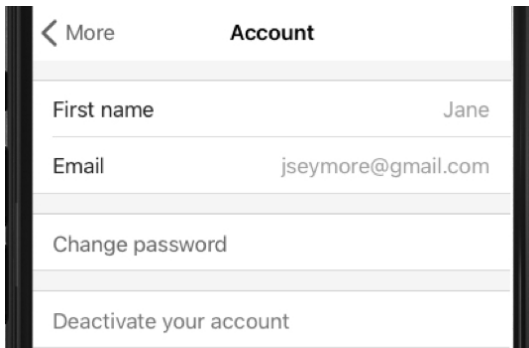 More Account
First name Jane
Email jseymore@gmail.com
Change password
Deactivate your account